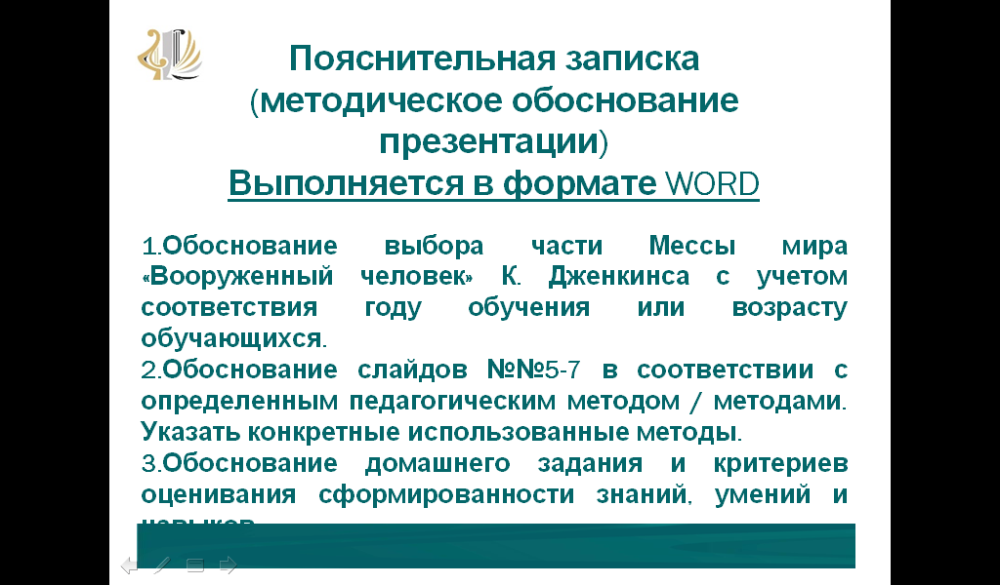 Пояснительная записка
(методическое обоснование
презентации)
Выполняется в формате WORD
1.Обоснование выбора части Мессы мира
«Вооруженный человек» К. Дженкинса с учетом
соответствия году обучения или возрасту
обучающихся.
2.Обоснование слайдов №№5-7 в соответствии с
определенным педагогическим методом / методами.
Указать конкретные использованные методы.
3.Обоснование домашнего задания и критериев
оценивания сформированности знаний, умений и
навыков